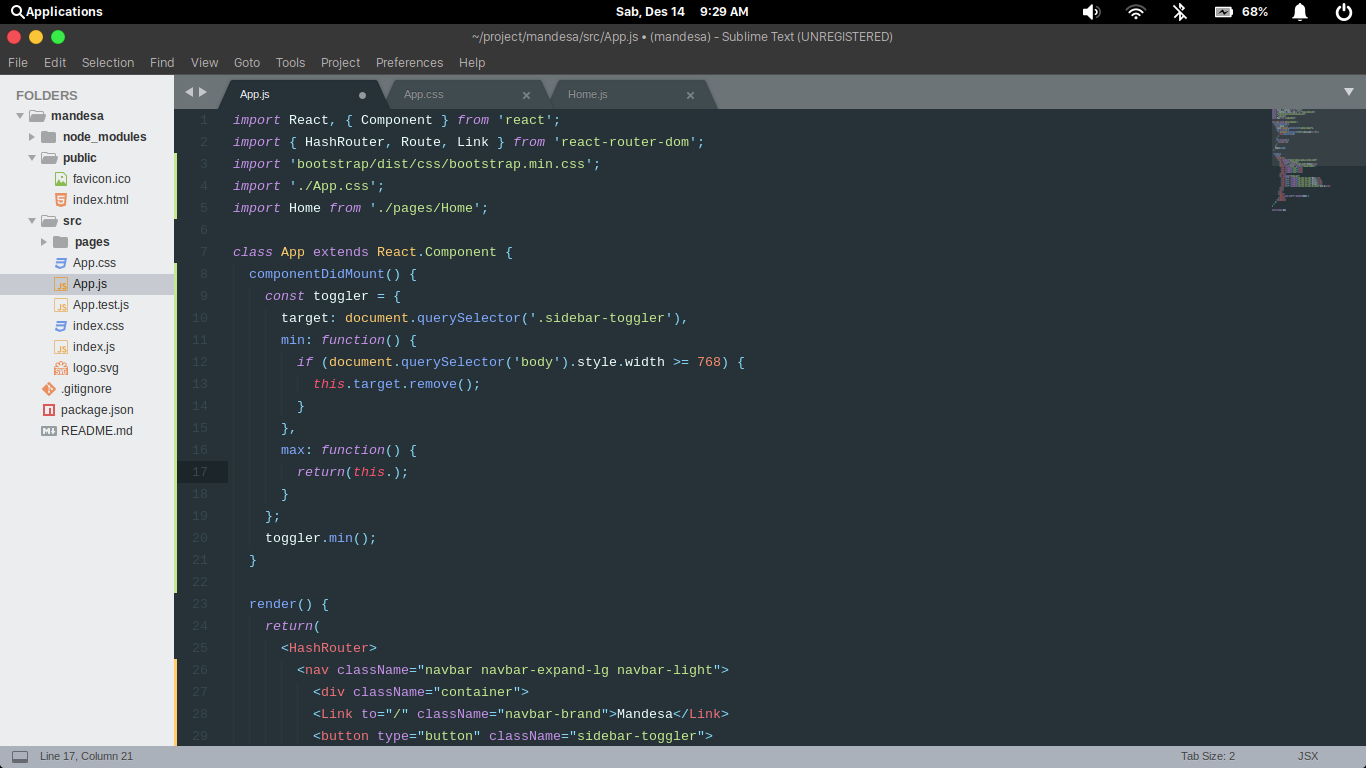 Applications
Sab, Des 14 9:29 AM
68%
~/project/mandesa/src/App.js • (mandesa) - Sublime Text (UNREGISTERED)
File Edit Selection Find View Goto Tools Project Preferences Help
FOLDERS
mandesa
node_modules
public
favicon.ico
index.html
src
pages
App.css
App.js
App.test.js
index.css
index.js
logo.svg
.gitignore
package.json
README.md
App.js App.css Home.js
1 import React, { Component } from 'react';
2 import { HashRouter, Route, Link } from 'react-router-dom';
3 import 'bootstrap/dist/css/bootstrap.min.css';
4 import './App.css';
5 import Home from './pages/Home';
6
7 class App extends React.Component {
8 componentDidMount() {
9 const toggler = {
10 target: document.querySelector('.sidebar-toggler'),
11 min: function() {
12 if (document.querySelector('body').style.width >= 768) {
13 this.target.remove();
14 }
15 },
16 max: function() {
17 return(this.);
18 }
19 };
20 toggler.min();
21 }
22
23 render() {
24 return(
25 <HashRouter>
26 <nav className="navbar navbar-expand-lg navbar-light">
27 <div className="container">
28 <Link to="/" className="navbar-brand">Mandesa</Link>
29 <button type="button" className="sidebar-toggler">
Line 17, Column 21
Tab Size: 2
JSX